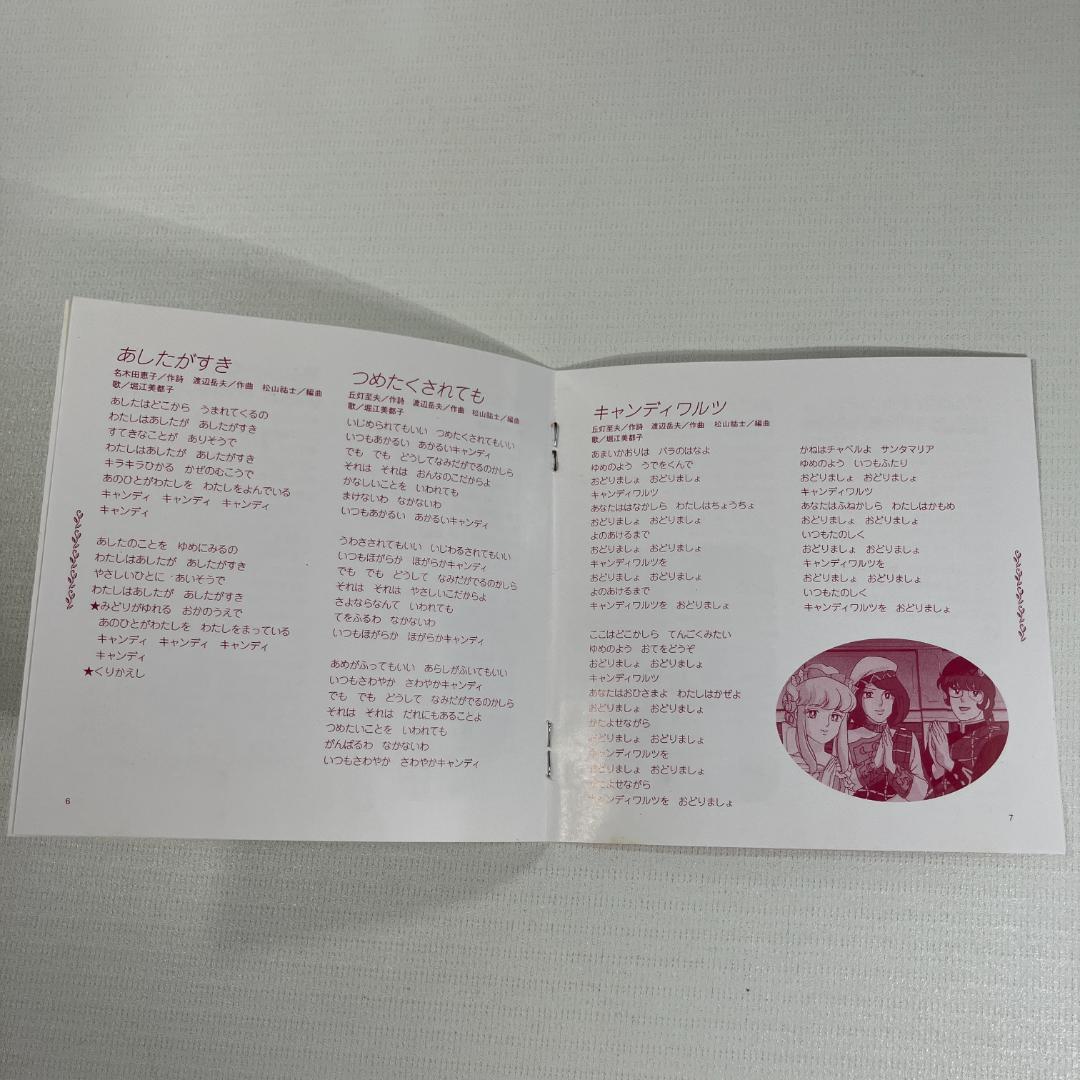 あしたがすき
名木田恵子／作詩　渡辺岳夫／作曲　松山祐士／編曲
歌／堀江美都子
あしたはどこから　うまれてくるの
わたしはあしたが　あしたがすき
すてきなことが　ありそうで
わたしはあしたが　あしたがすき
キラキラひかる　かぜのむこうで
あのひとがわたしを　わたしをよんでいる
キャンディ　キャンディ　キャンディ
キャンディ
あしたのことを　ゆめにみるの
わたしはあしたが　あしたがすき
やさしいひとに　あいそうで
わたしはあしたが　あしたがすき
★みどりがゆれる　おかのうえで
あのひとがわたしを　わたしをまっている
キャンディ　キャンディ　キャンディ
キャンディ
★くりかえし
6
つめたくされても
丘灯至夫／作詩　渡辺岳夫／作曲　松山祐士／編曲
歌／堀江美都子
いじめられてもいい　つめたくされてもいい
いつもあかるい　あかるいキャンディ
でも　でも　どうしてなみだがでるのかしら
それは　それは　おんなのこだからよ
かなしいことを　いわれても
まけないわ　なかないわ
いつもあかるい　あかるいキャンディ
うわさされてもいい　いじわるされてもいい
いつもほがらか　ほがらかキャンディ
でも　でも　どうして　なみだがでるのかしら
それは　それは　やさしいこだからよ
さよならなんて　いわれても
てをふるわ　なかないわ
いつもほがらか　ほがらかキャンディ
あめがふってもいい　あらしがふいてもいい
いつもさわやか　さわやかキャンディ
でも　でも　どうして　なみだがでるのかしら
それは　それは　だれにもあることよ
つめたいことを　いわれても
がんばるわ　なかないわ
いつもさわやか　さわやかキャンディ
キャンディワルツ
丘灯至夫／作詩　渡辺岳夫／作曲　松山祐士／編曲
歌／堀江美都子
あまいかおりは　バラのはなよ
ゆめのよう　うでをくんで
おどりましょ　おどりましょ
キャンディワルツ
あなたははなかしら　わたしはちょうちょ
おどりましょ　おどりましょ
よのあけるまで
おどりましょ　おどりましょ
キャンディワルツを
おどりましょ　おどりましょ
よのあけるまで
キャンディワルツを　おどりましょ
ここはどこかしら　てんごくみたい
ゆめのよう　おてをどうぞ
おどりましょ　おどりましょ
キャンディワルツ
あなたはおひさまよ　わたしはかぜよ
おどりましょ　おどりましょ
かたよせながら
おどりましょ　おどりましょ
キャンディワルツを
おどりましょ　おどりましょ
かたよせながら
キャンディワルツを　おどりましょ
かねはチャペルよ　サンタマリア
ゆめのよう　いつもふたり
おどりましょ　おどりましょ
キャンディワルツ
あなたはふねかしら　わたしはかもめ
おどりましょ　おどりましょ
いつもたのしく
おどりましょ　おどりましょ
キャンディワルツを
おどりましょ　おどりましょ
いつもたのしく
キャンディワルツを　おどりましょ
7